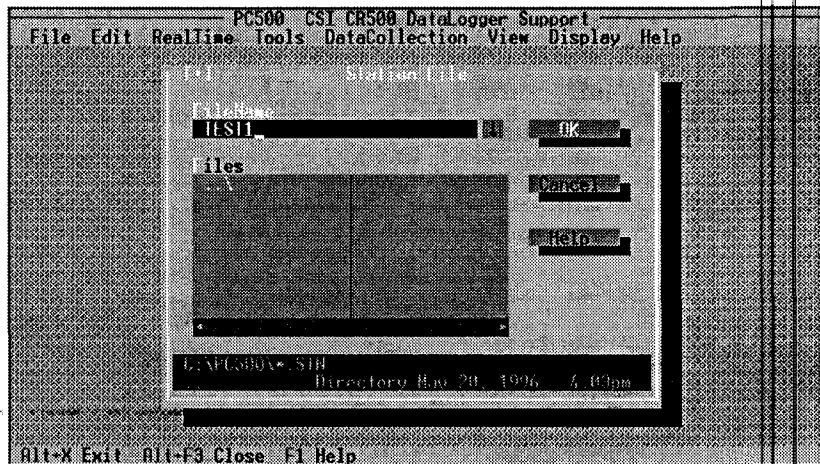 PC500 CSI CR500 DataLogger Support
File Edit RealTime Tools DataCollection View Display Help
Station File
FileName
TEST1_
OK
Files
..\
Cancel
Help
C:\PC500\*.STN
.. Directory May 20, 1996 4.03pm
Alt+X Exit Alt+F3 Close F1 Help